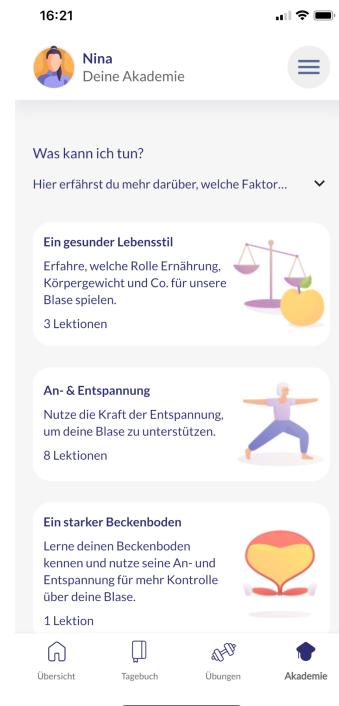 16:21
Nina
Deine Akademie
Was kann ich tun?
Hier erfährst du mehr darüber, welche Faktor...
Ein gesunder Lebensstil
Erfahre, welche Rolle Ernährung,
Körpergewicht und Co. für unsere
Blase spielen.
3 Lektionen
An- & Entspannung
Nutze die Kraft der Entspannung,
um deine Blase zu unterstützen.
8 Lektionen
Ein starker Beckenboden
Lerne deinen Beckenboden
kennen und nutze seine An- und
Entspannung für mehr Kontrolle
über deine Blase.
1 Lektion
Übersicht
Tagebuch
Übungen
Akademie